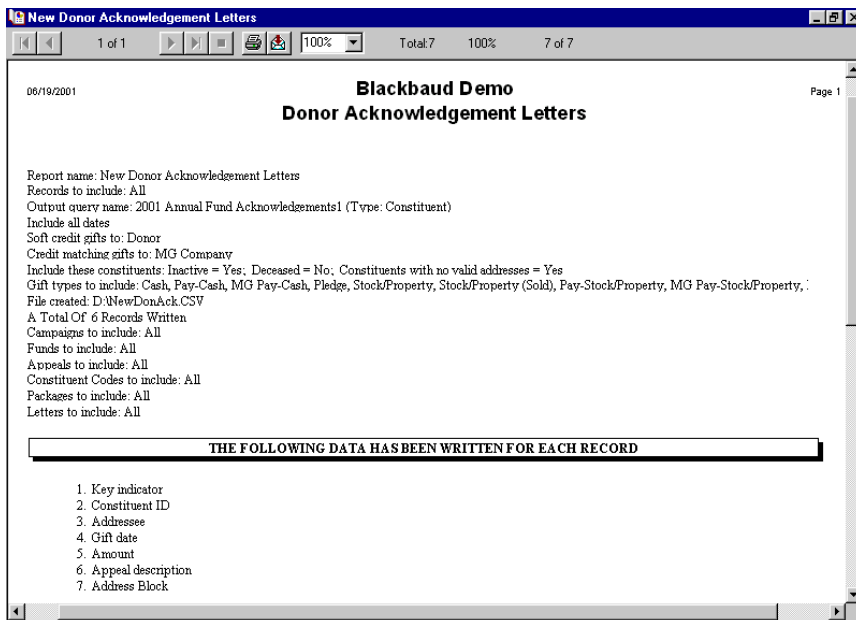 New Donor Acknowledgement Letters
1 of 1 100% Total:7 100% 7 of 7
06/19/2001 Blackbaud Demo Page 1
Donor Acknowledgement Letters
Report name: New Donor Acknowledgement Letters
Records to include: All
Output query name: 2001 Annual Fund Acknowledgements1 (Type: Constituent)
Include all dates
Soft credit gifts to: Donor
Credit matching gifts to: MG Company
Include these constituents: Inactive = Yes; Deceased = No; Constituents with no valid addresses = Yes
Gift types to include: Cash, Pay-Cash, MG Pay-Cash, Pledge, Stock/Property, Stock/Property (Sold), Pay-Stock/Property, MG Pay-Stock/Property,
File created: D:\NewDonAck.CSV
A Total Of 6 Records Written
Campaigns to include: All
Funds to include: All
Appeals to include: All
Constituent Codes to include: All
Packages to include: All
Letters to include: All
THE FOLLOWING DATA HAS BEEN WRITTEN FOR EACH RECORD
1. Key indicator
2. Constituent ID
3. Addressee
4. Gift date
5. Amount
6. Appeal description
7. Address Block